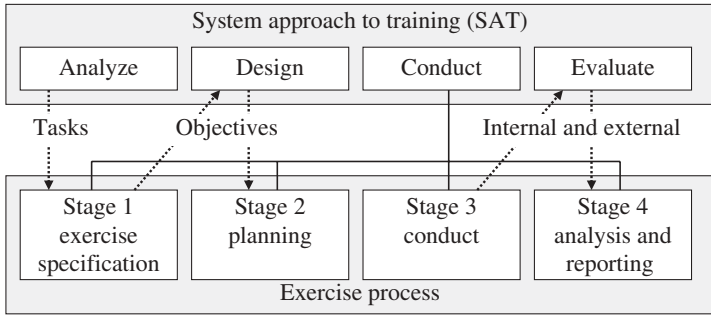 System approach to training (SAT)
Analyze
Design
Conduct
Evaluate
Tasks
Objectives
Internal and external
Stage 1
exercise
specification
Stage 2
planning
Stage 3
conduct
Stage 4
analysis and
reporting
Exercise process